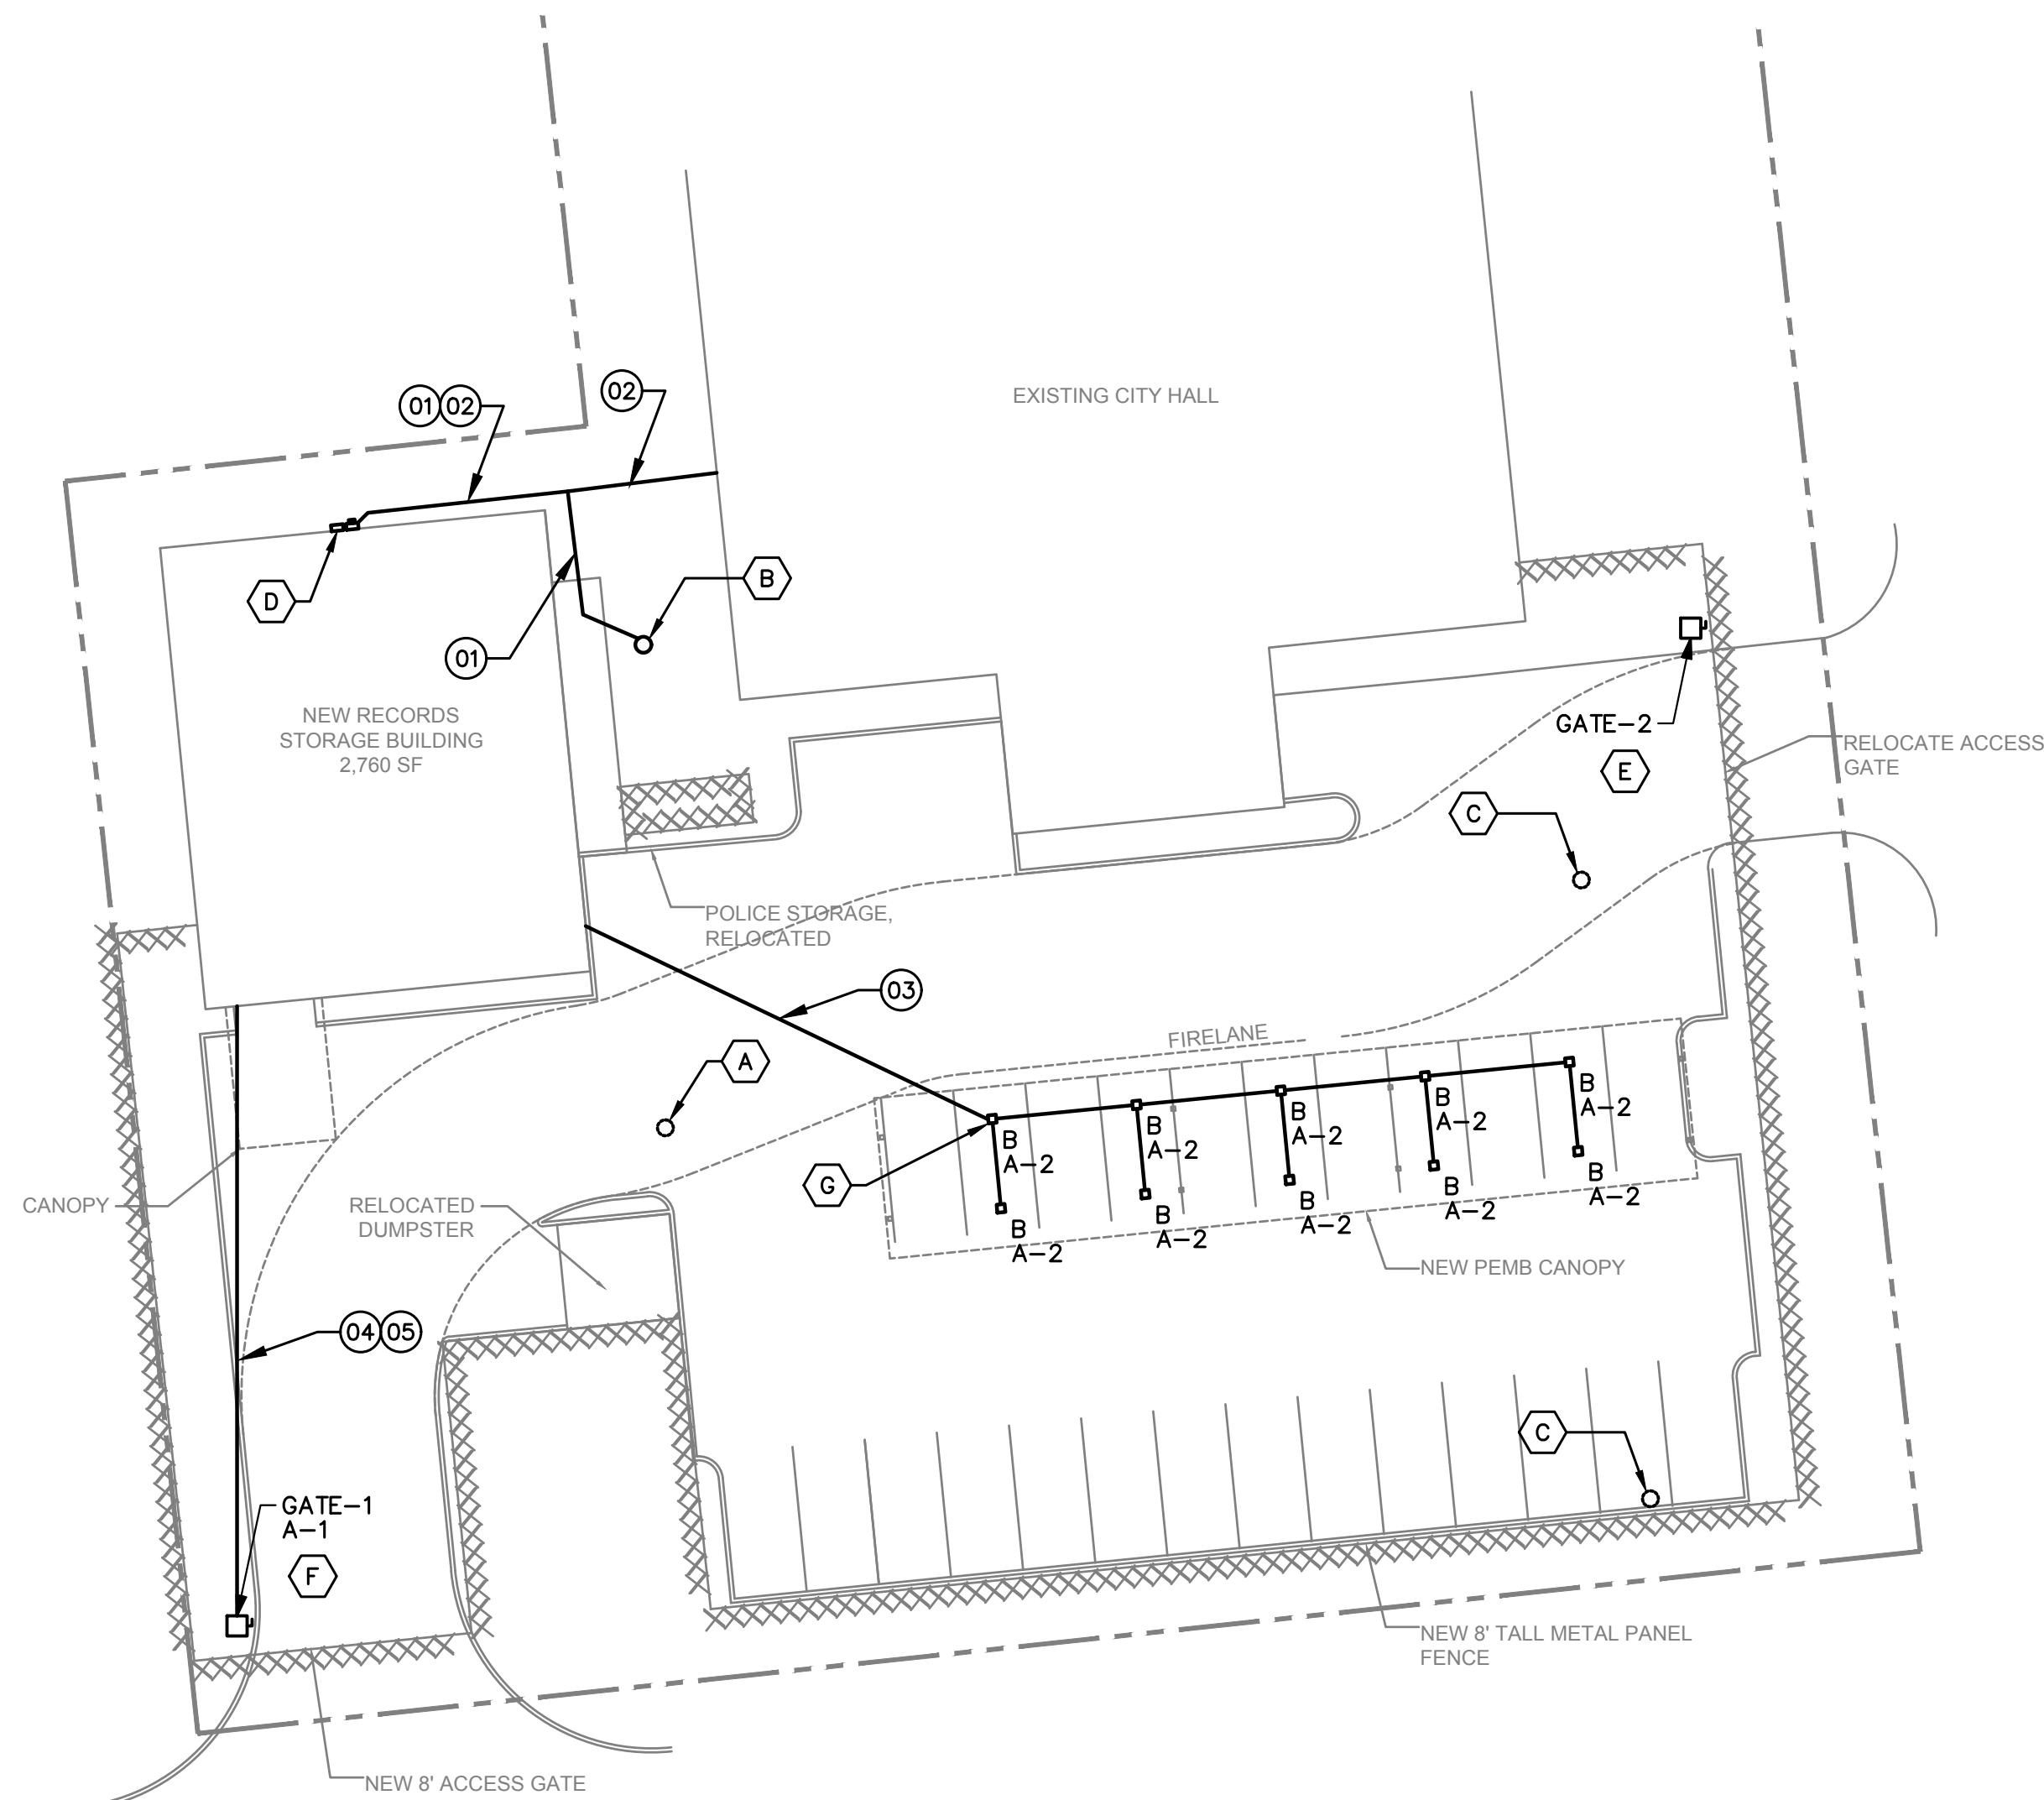 EXISTING CITY HALL
01 02
02
D
B
01
NEW RECORDS
STORAGE BUILDING
2,760 SF
GATE-2
E
RELOCATE ACCESS
GATE
C
POLICE STORAGE,
RELOCATED
03
FIRELANE
A
B
A-2
B
A-2
B
A-2
B
A-2
B
A-2
G
B
A-2
B
A-2
B
A-2
B
A-2
B
A-2
CANOPY
RELOCATED
DUMPSTER
NEW PEMB CANOPY
04 05
C
GATE-1
A-1
F
NEW 8' TALL METAL PANEL
FENCE
NEW 8' ACCESS GATE